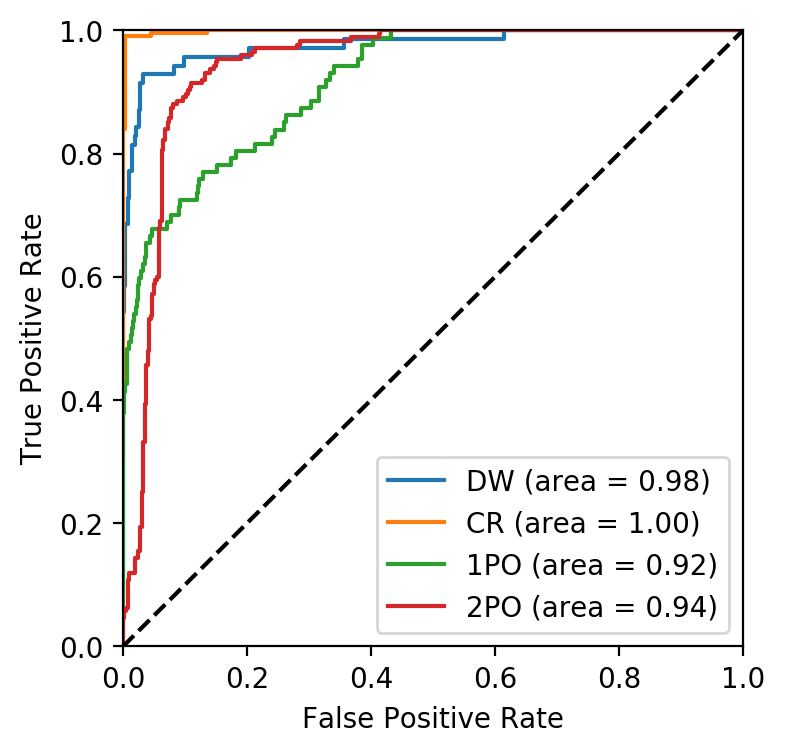 1.0
0.8
0.6
0.4
0.2
0.0
True Positive Rate
DW (area = 0.98)
CR (area = 1.00)
1PO (area = 0.92)
2PO (area = 0.94)
0.0 0.2 0.4 0.6 0.8 1.0
False Positive Rate